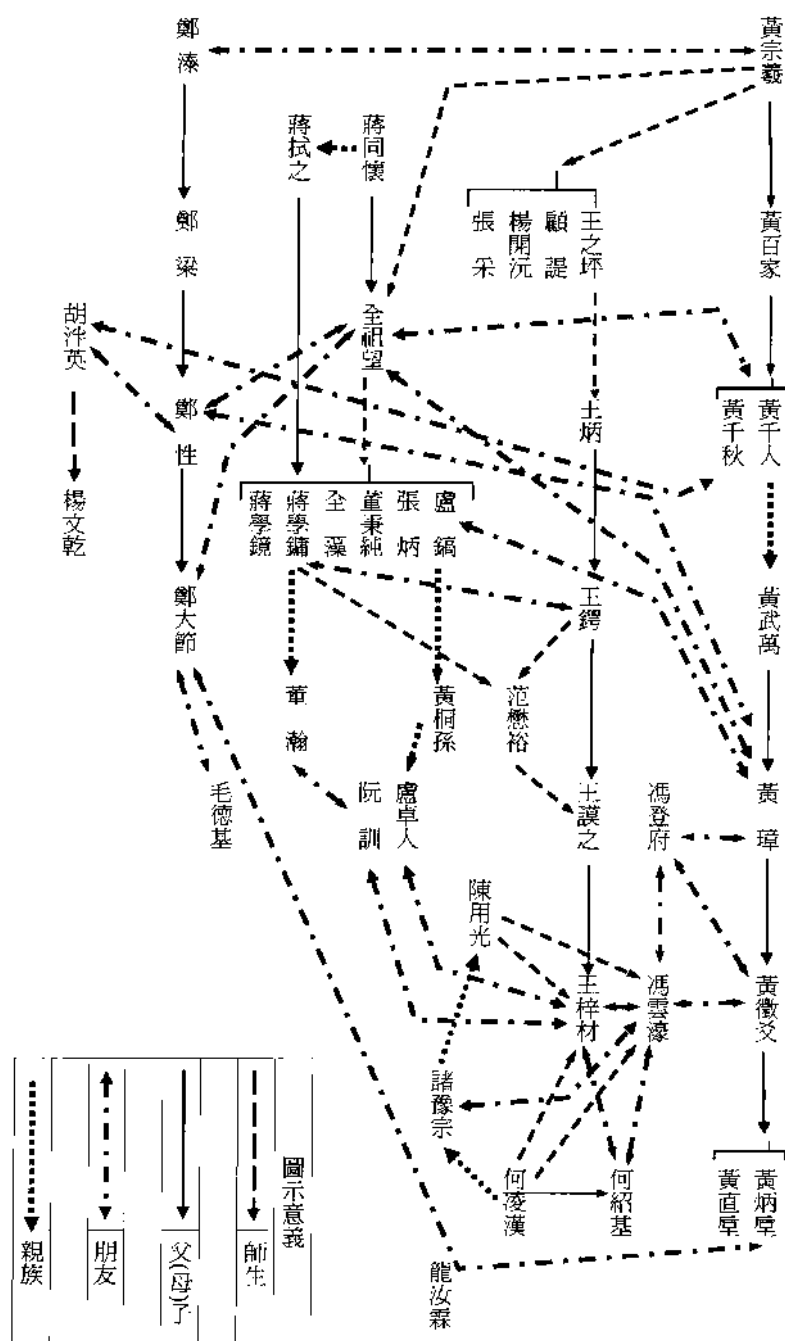 黃宗羲
鄭溱
蔣同懷
蔣拭之
王之坪
顧諟
楊開沅
張采
黃百家
鄭梁
全祖望
胡泮英
黃千人
黃千秋
王炳
鄭性
楊文乾
盧鎬
張炳
董秉純
全藻
蔣學鏞
蔣學鏡
王鍔
黃武萬
鄭大節
黃桐孫
范懋裕
董瀚
黃璋
馮登府
王謨之
盧卓人
阮訓
毛德基
陳用光
黃徵爻
馮雲濠
王梓材
諸豫宗
黃炳垕
黃直垕
何紹基
何凌漢
龍汝霖
圖示意義
師生
父(母)子
朋友
親族